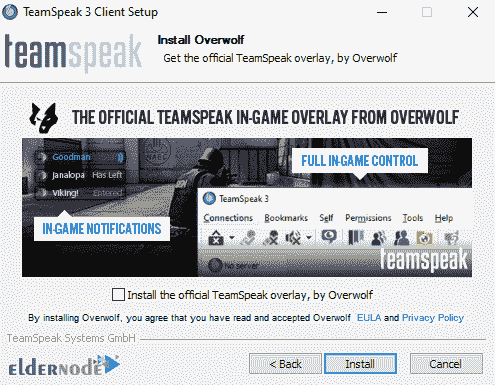 TeamSpeak 3 Client Setup
teamspeak
Install Overwolf
Get the official TeamSpeak overlay, by Overwolf
THE OFFICIAL TEAMSPEAK IN-GAME OVERLAY FROM OVERWOLF
Goodman
Janalopa Has Left
Viking! Entered
IN-GAME NOTIFICATIONS
FULL IN-GAME CONTROL
TeamSpeak 3
Connections Bookmarks Self Permissions Tools Help
No server
teamspeak
Install the official TeamSpeak overlay, by Overwolf
By installing Overwolf, you agree that you have read and accepted Overwolf EULA and Privacy Policy
TeamSpeak Systems GmbH
ELDERNODE
< Back Install Cancel